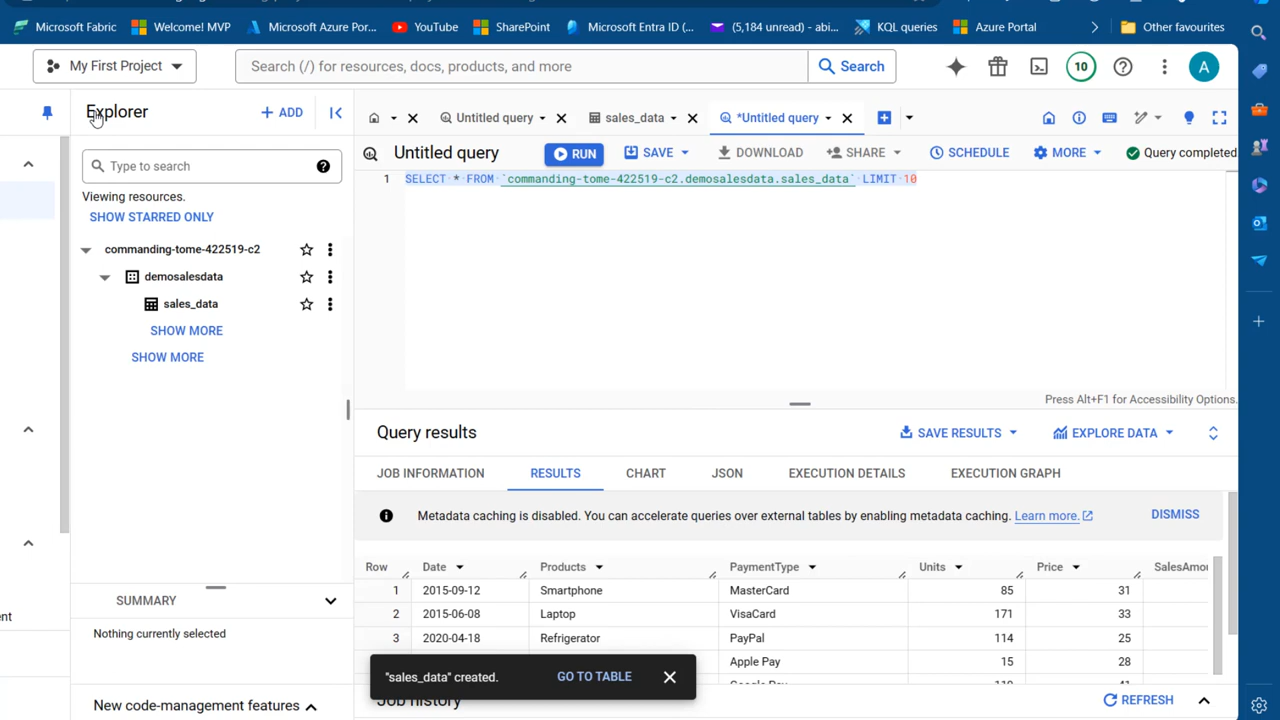 Microsoft Fabric
Welcome! MVP
Microsoft Azure Por...
YouTube
SharePoint
Microsoft Entra ID (...
(5,184 unread) - abi...
KQL queries
Azure Portal
Other favourites
My First Project
Search (/) for resources, docs, products, and more
Search
10
A
Explorer
+ ADD
Untitled query
sales_data
*Untitled query
Untitled query
RUN
SAVE
DOWNLOAD
SHARE
SCHEDULE
MORE
Query completed.
Type to search
Viewing resources.
SHOW STARRED ONLY
commanding-tome-422519-c2
demosalesdata
sales_data
SHOW MORE
SHOW MORE
1 SELECT * FROM `commanding-tome-422519-c2.demosalesdata.sales_data` LIMIT 10
Press Alt+F1 for Accessibility Options.
Query results
SAVE RESULTS
EXPLORE DATA
JOB INFORMATION
RESULTS
CHART
JSON
EXECUTION DETAILS
EXECUTION GRAPH
Metadata caching is disabled. You can accelerate queries over external tables by enabling metadata caching. Learn more.
DISMISS
Row Date Products PaymentType Units Price SalesAmou
1 2015-09-12 Smartphone MasterCard 85 31
2 2015-06-08 Laptop VisaCard 171 33
3 2020-04-18 Refrigerator PayPal 114 25
Apple Pay 15 28
"sales_data" created.
GO TO TABLE
Job history
REFRESH
SUMMARY
Nothing currently selected
New code-management features